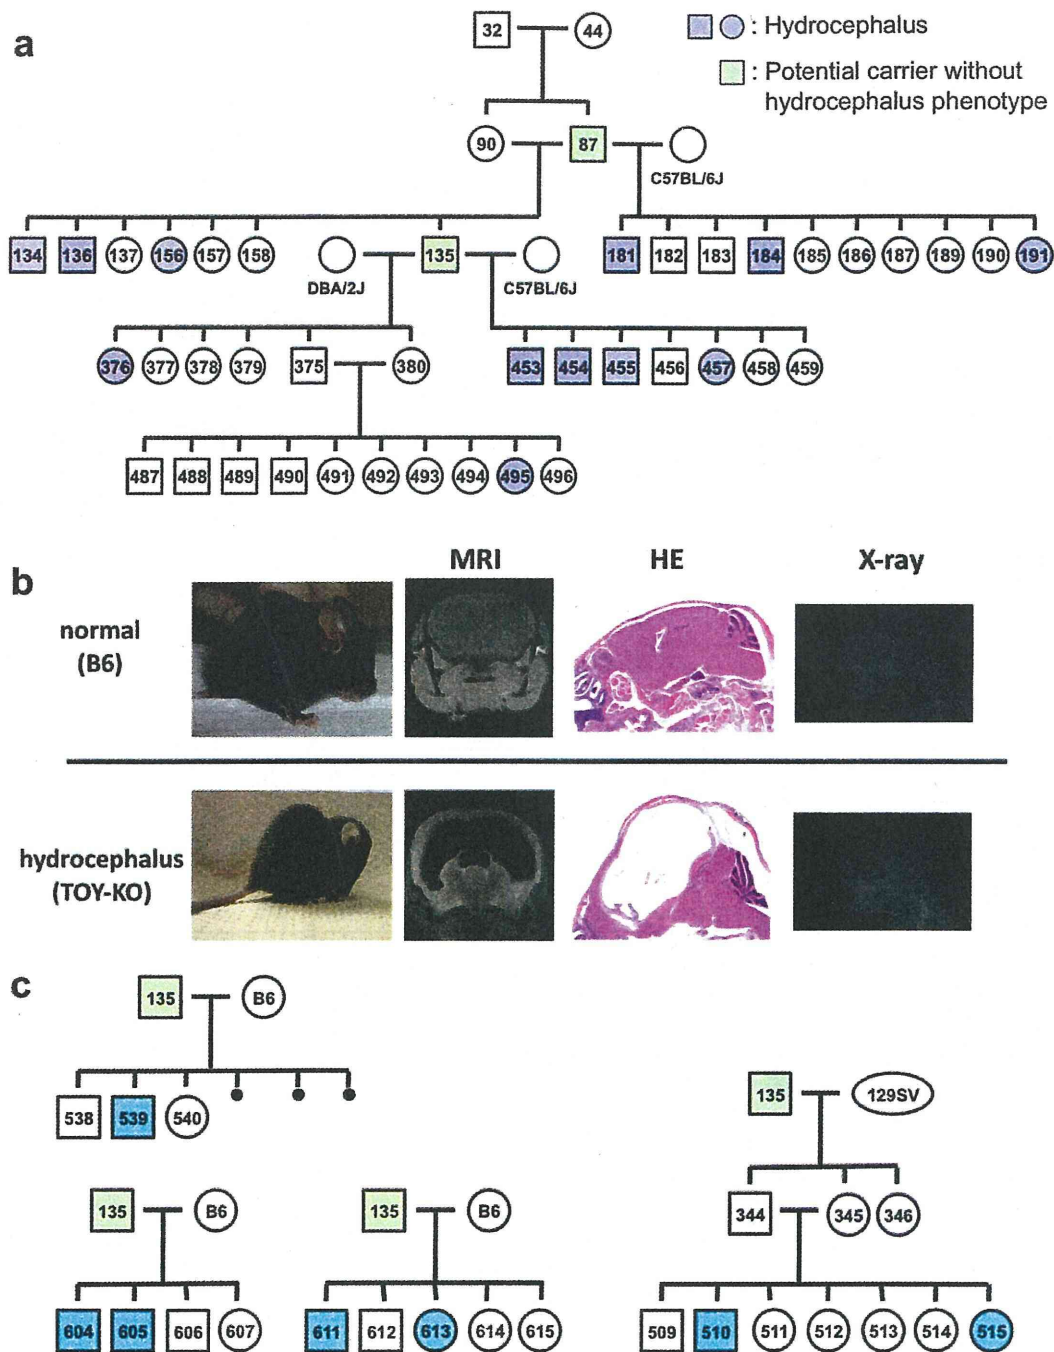 a
32 44
: Hydrocephalus
: Potential carrier without
hydrocephalus phenotype
90 87
C57BL/6J
134 136 137 156 157 158 135 181 182 183 184 185 186 187 189 190 191
DBA/2J C57BL/6J
376 377 378 379 375 380 453 454 455 456 457 458 459
487 488 489 490 491 492 493 494 495 496
b
MRI HE X-ray
normal
(B6)
hydrocephalus
(TOY-KO)
c
135 B6
538 539 540
135 129SV
135 B6 135 B6 344 345 346
604 605 606 607 611 612 613 614 615 509 510 511 512 513 514 515